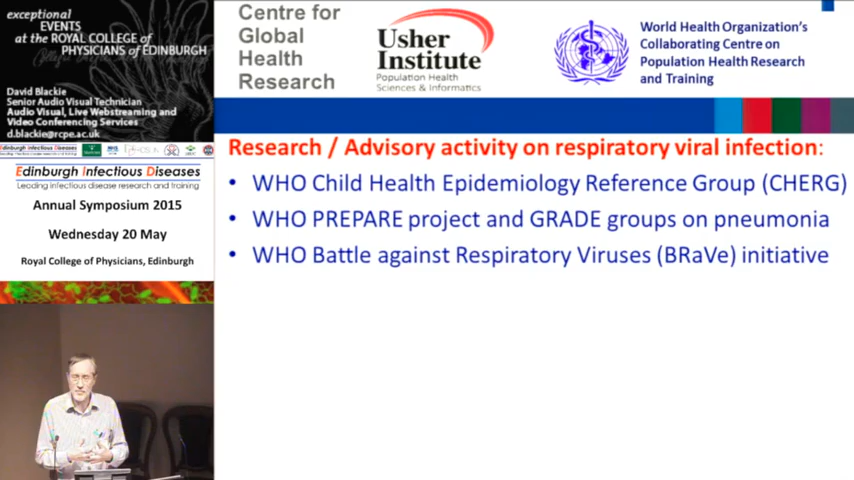 exceptional
EVENTS
at the ROYAL COLLEGE of
PHYSICIANS of EDINBURGH
David Blackie
Senior Audio Visual Technician
Audio Visual, Live Webstreaming and
Video Conferencing Services
d.blackie@rcpe.ac.uk
Edinburgh Infectious Diseases
Leading infectious disease research and training
Annual Symposium 2015
Wednesday 20 May
Royal College of Physicians, Edinburgh
Centre for
Global
Health
Research
Usher
Institute
Population Health
Sciences & Informatics
World Health Organization's
Collaborating Centre on
Population Health Research
and Training
Research / Advisory activity on respiratory viral infection:
• WHO Child Health Epidemiology Reference Group (CHERG)
• WHO PREPARE project and GRADE groups on pneumonia
• WHO Battle against Respiratory Viruses (BRaVe) initiative